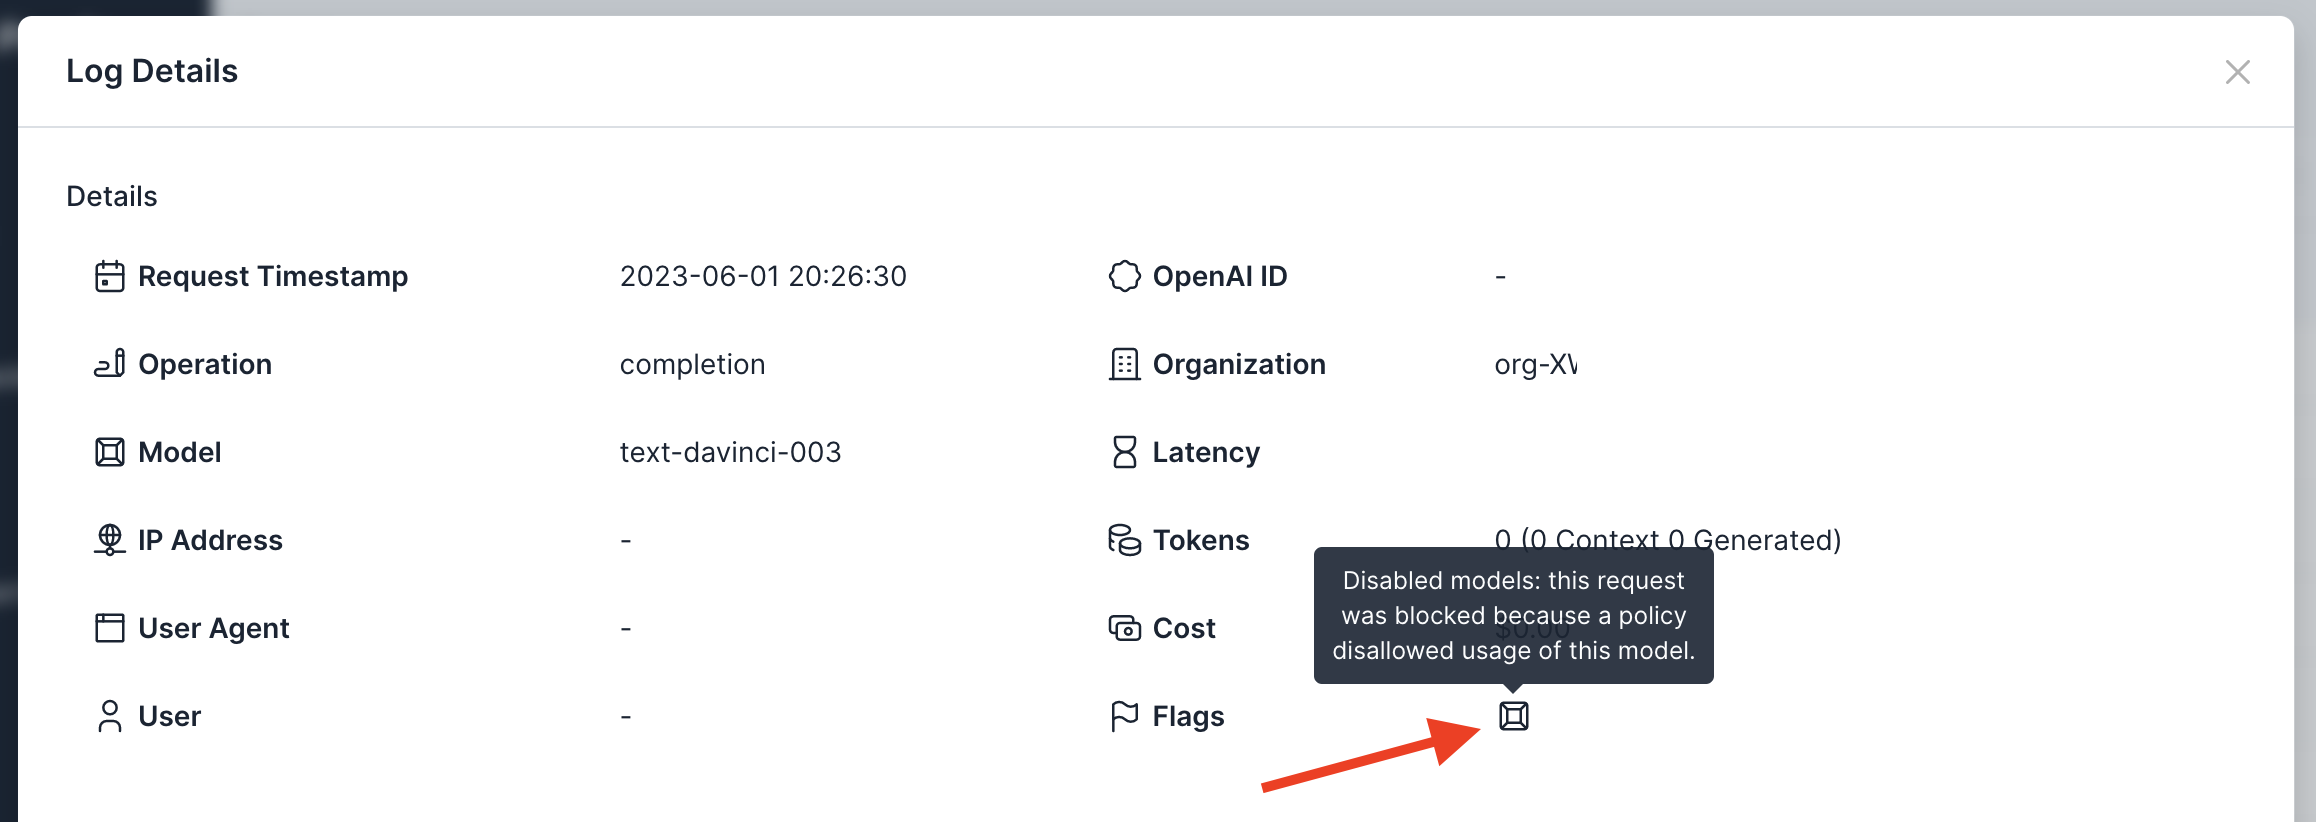 Log Details
Details
Request Timestamp 2023-06-01 20:26:30 OpenAI ID -
Operation completion Organization org-XV
Model text-davinci-003 Latency
IP Address - Tokens 0 (0 Context 0 Generated)
Disabled models: this request
was blocked because a policy
disallowed usage of this model.
User Agent - Cost $0.00
User - Flags